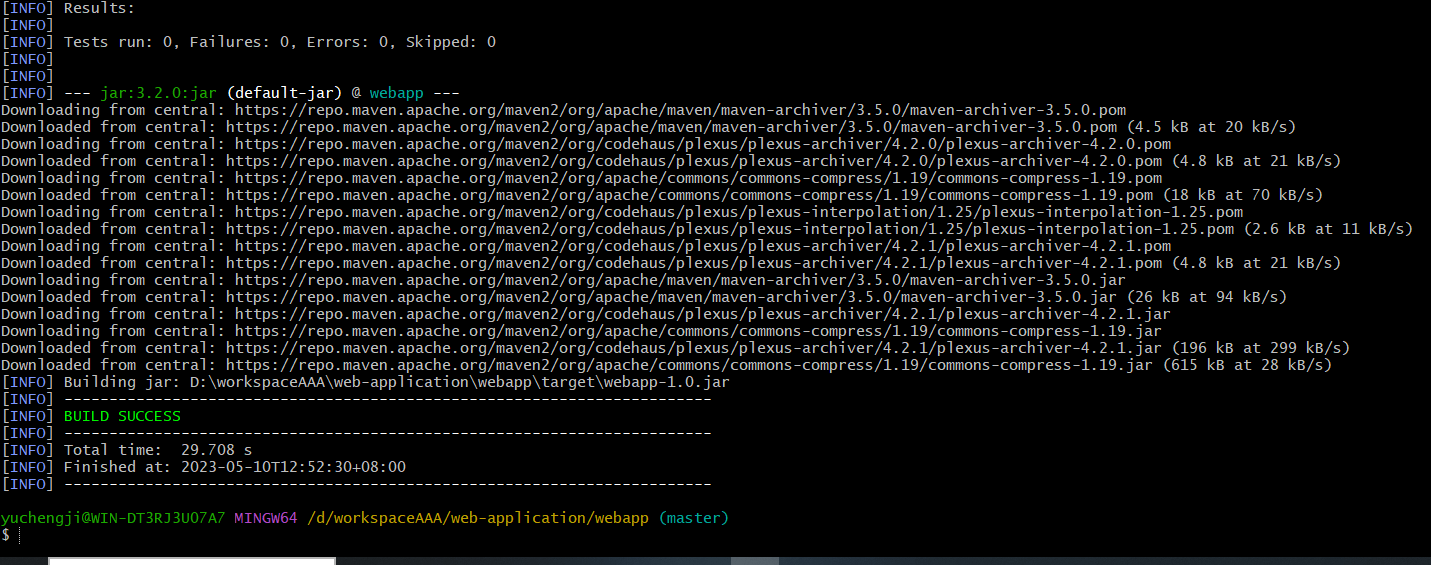 [INFO] Results:
[INFO]
[INFO] Tests run: 0, Failures: 0, Errors: 0, Skipped: 0
[INFO]
[INFO]
[INFO] --- jar:3.2.0:jar (default-jar) @ webapp ---
Downloading from central: https://repo.maven.apache.org/maven2/org/apache/maven/maven-archiver/3.5.0/maven-archiver-3.5.0.pom
Downloaded from central: https://repo.maven.apache.org/maven2/org/apache/maven/maven-archiver/3.5.0/maven-archiver-3.5.0.pom (4.5 kB at 20 kB/s)
Downloading from central: https://repo.maven.apache.org/maven2/org/codehaus/plexus/plexus-archiver/4.2.0/plexus-archiver-4.2.0.pom
Downloaded from central: https://repo.maven.apache.org/maven2/org/codehaus/plexus/plexus-archiver/4.2.0/plexus-archiver-4.2.0.pom (4.8 kB at 21 kB/s)
Downloading from central: https://repo.maven.apache.org/maven2/org/apache/commons/commons-compress/1.19/commons-compress-1.19.pom
Downloaded from central: https://repo.maven.apache.org/maven2/org/apache/commons/commons-compress/1.19/commons-compress-1.19.pom (18 kB at 70 kB/s)
Downloading from central: https://repo.maven.apache.org/maven2/org/codehaus/plexus/plexus-interpolation/1.25/plexus-interpolation-1.25.pom
Downloaded from central: https://repo.maven.apache.org/maven2/org/codehaus/plexus/plexus-interpolation/1.25/plexus-interpolation-1.25.pom (2.6 kB at 11 kB/s)
Downloading from central: https://repo.maven.apache.org/maven2/org/codehaus/plexus/plexus-archiver/4.2.1/plexus-archiver-4.2.1.pom
Downloaded from central: https://repo.maven.apache.org/maven2/org/codehaus/plexus/plexus-archiver/4.2.1/plexus-archiver-4.2.1.pom (4.8 kB at 21 kB/s)
Downloading from central: https://repo.maven.apache.org/maven2/org/apache/maven/maven-archiver/3.5.0/maven-archiver-3.5.0.jar
Downloaded from central: https://repo.maven.apache.org/maven2/org/apache/maven/maven-archiver/3.5.0/maven-archiver-3.5.0.jar (26 kB at 94 kB/s)
Downloading from central: https://repo.maven.apache.org/maven2/org/codehaus/plexus/plexus-archiver/4.2.1/plexus-archiver-4.2.1.jar
Downloading from central: https://repo.maven.apache.org/maven2/org/apache/commons/commons-compress/1.19/commons-compress-1.19.jar
Downloaded from central: https://repo.maven.apache.org/maven2/org/codehaus/plexus/plexus-archiver/4.2.1/plexus-archiver-4.2.1.jar (196 kB at 299 kB/s)
Downloaded from central: https://repo.maven.apache.org/maven2/org/apache/commons/commons-compress/1.19/commons-compress-1.19.jar (615 kB at 28 kB/s)
[INFO] Building jar: D:\workspaceAAA\web-application\webapp\target\webapp-1.0.jar
[INFO] ------------------------------------------------------------------------
[INFO] BUILD SUCCESS
[INFO] ------------------------------------------------------------------------
[INFO] Total time:  29.708 s
[INFO] Finished at: 2023-05-10T12:52:30+08:00
[INFO] ------------------------------------------------------------------------
yuchengji@WIN-DT3RJ3UO7A7 MINGW64 /d/workspaceAAA/web-application/webapp (master)
$